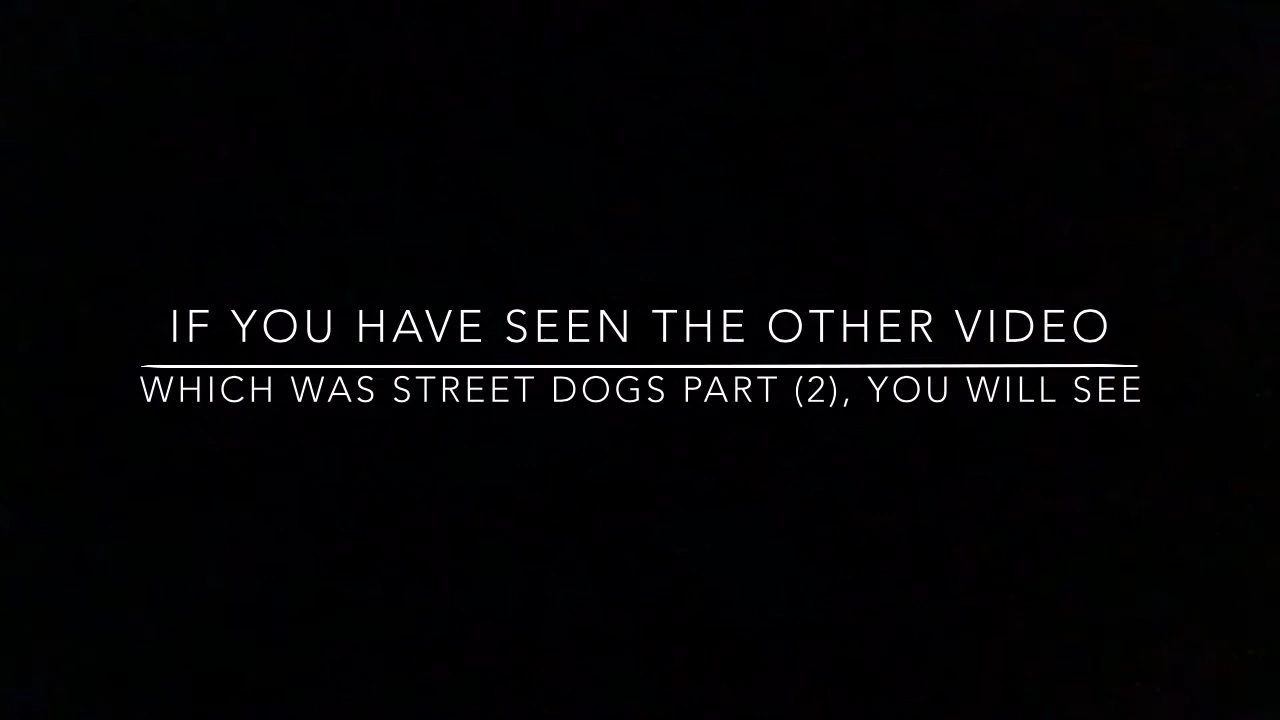 IF YOU HAVE SEEN THE OTHER VIDEO
WHICH WAS STREET DOGS PART (2), YOU WILL SEE